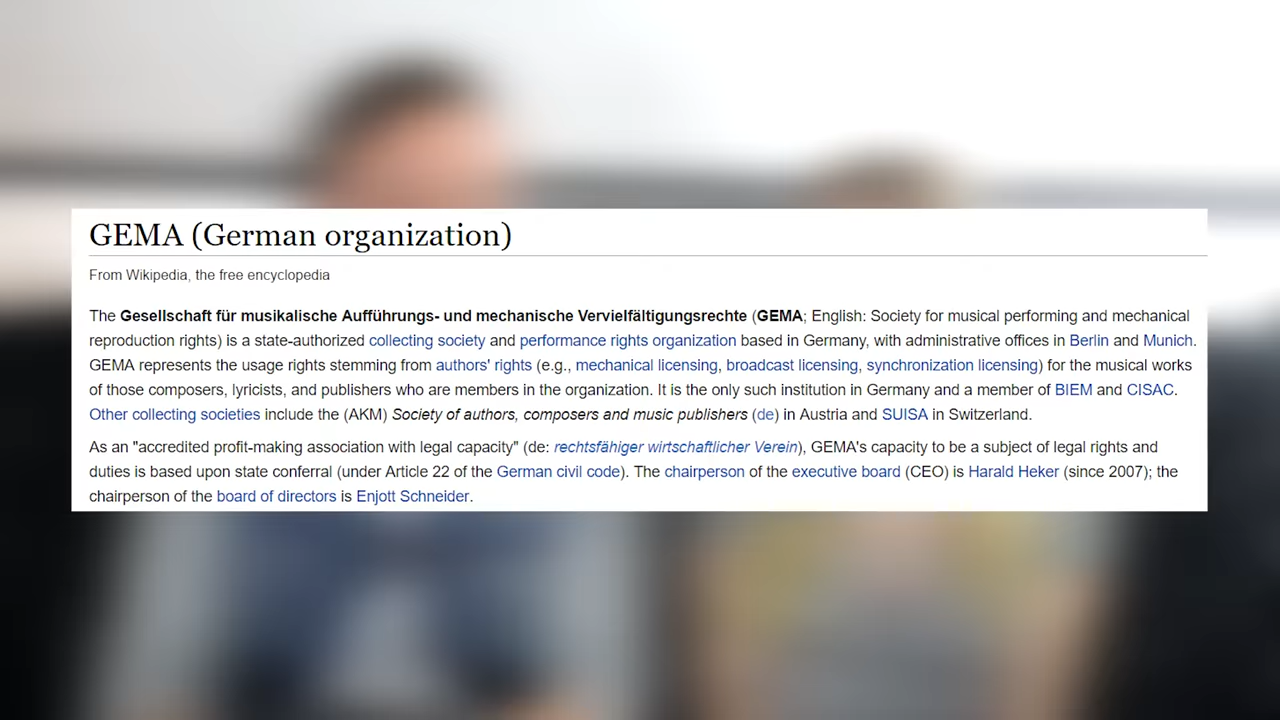 GEMA (German organization)
From Wikipedia, the free encyclopedia
The Gesellschaft für musikalische Aufführungs- und mechanische Vervielfältigungsrechte (GEMA; English: Society for musical performing and mechanical
reproduction rights) is a state-authorized collecting society and performance rights organization based in Germany, with administrative offices in Berlin and Munich.
GEMA represents the usage rights stemming from authors' rights (e.g., mechanical licensing, broadcast licensing, synchronization licensing) for the musical works
of those composers, lyricists, and publishers who are members in the organization. It is the only such institution in Germany and a member of BIEM and CISAC.
Other collecting societies include the (AKM) Society of authors, composers and music publishers (de) in Austria and SUISA in Switzerland.
As an "accredited profit-making association with legal capacity" (de: rechtsfähiger wirtschaftlicher Verein), GEMA's capacity to be a subject of legal rights and
duties is based upon state conferral (under Article 22 of the German civil code). The chairperson of the executive board (CEO) is Harald Heker (since 2007); the
chairperson of the board of directors is Enjott Schneider.